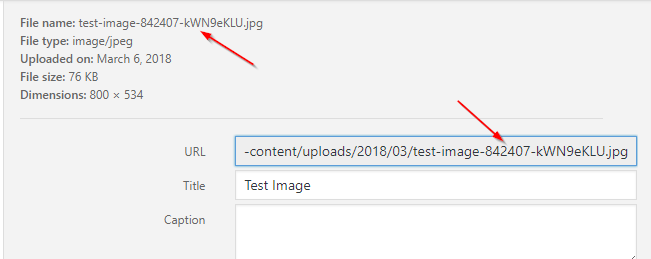 File name: test-image-842407-kWN9eKLU.jpg
File type: image/jpeg
Uploaded on: March 6, 2018
File size: 76 KB
Dimensions: 800 × 534
URL -content/uploads/2018/03/test-image-842407-kWN9eKLU.jpg
Title Test Image
Caption